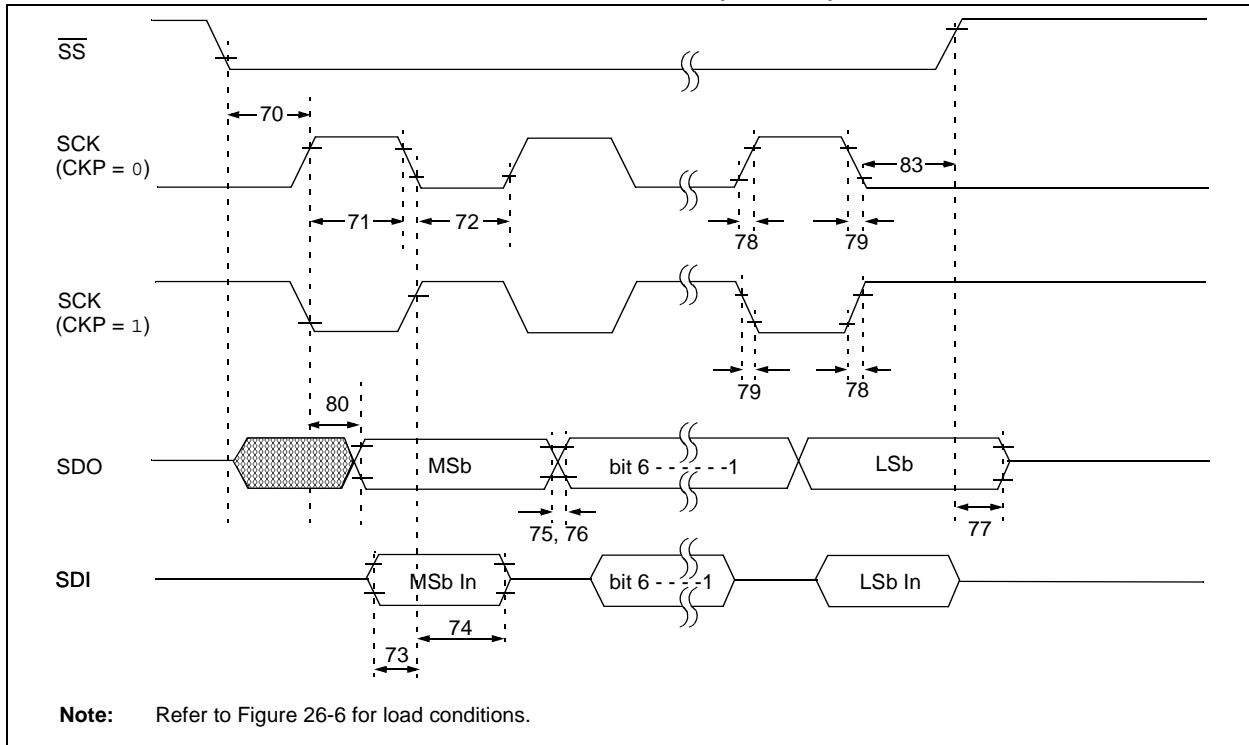 SS
70
SCK
(CKP = 0)
83
71
72
78
79
SCK
(CKP = 1)
79
78
80
SDO
MSb
bit 6 - - - - - -1
LSb
75, 76
77
SDI
MSb In
bit 6 - - - -1
LSb In
74
73
Note: Refer to Figure 26-6 for load conditions.